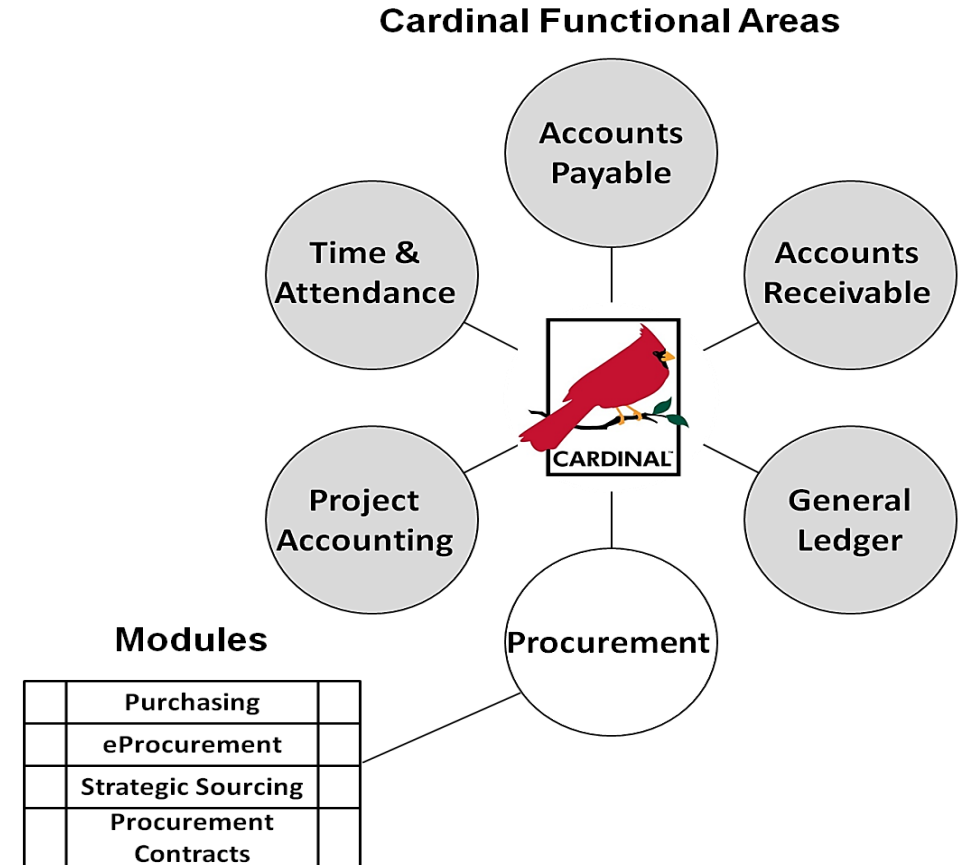 Cardinal Functional Areas
Accounts
Payable
Time &
Attendance
Accounts
Receivable
CARDINAL™
Project
Accounting
General
Ledger
Procurement
Modules
Purchasing
eProcurement
Strategic Sourcing
Procurement
Contracts